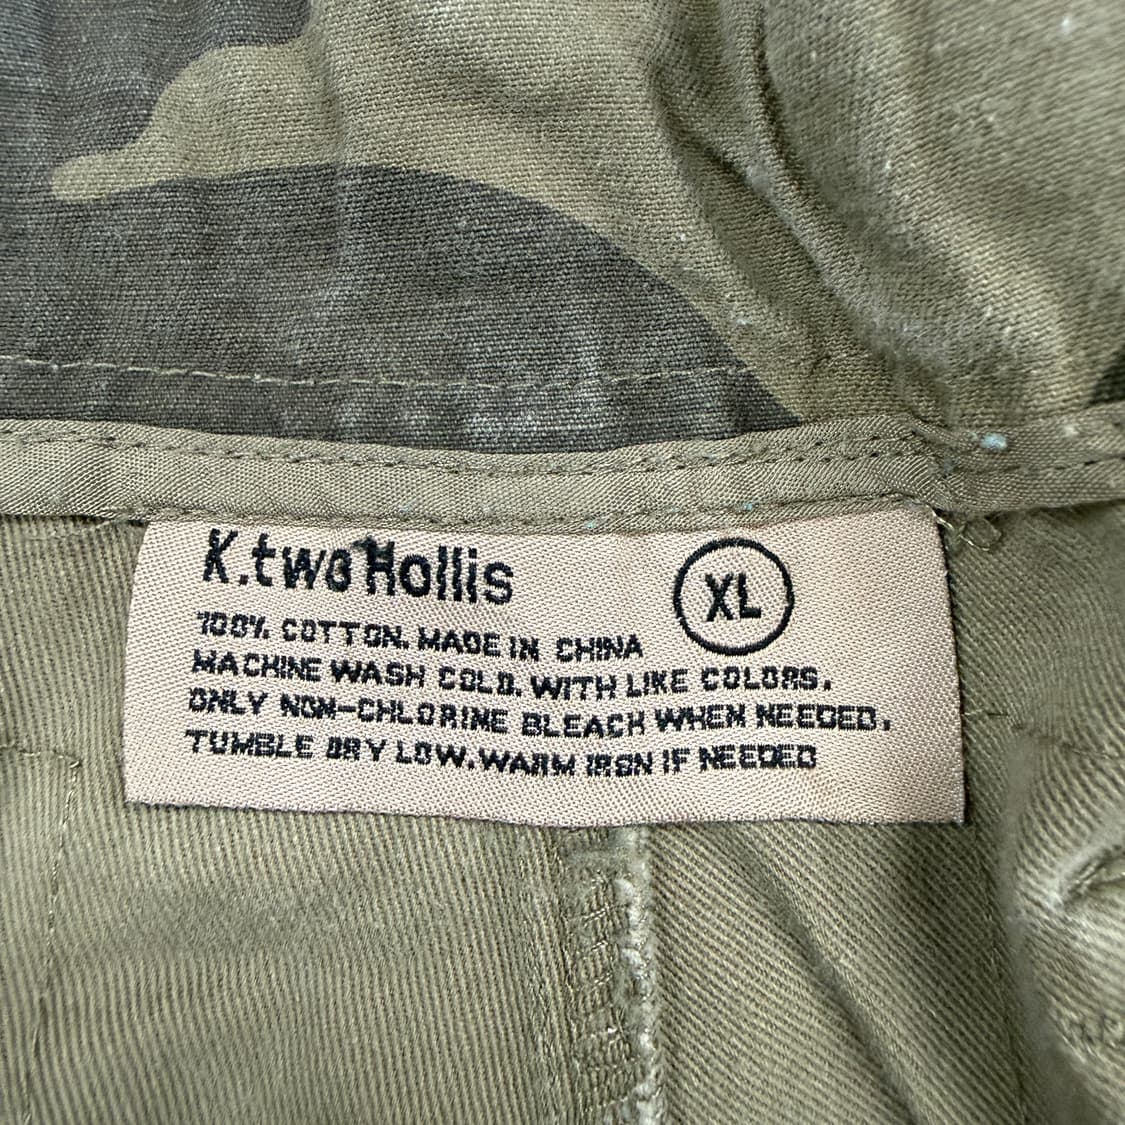 K.two Hollis
XL
100% COTTON. MADE IN CHINA
MACHINE WASH COLD. WITH LIKE COLORS.
ONLY NON-CHLORINE BLEACH WHEN NEEDED.
TUMBLE DRY LOW. WARM IRON IF NEEDED